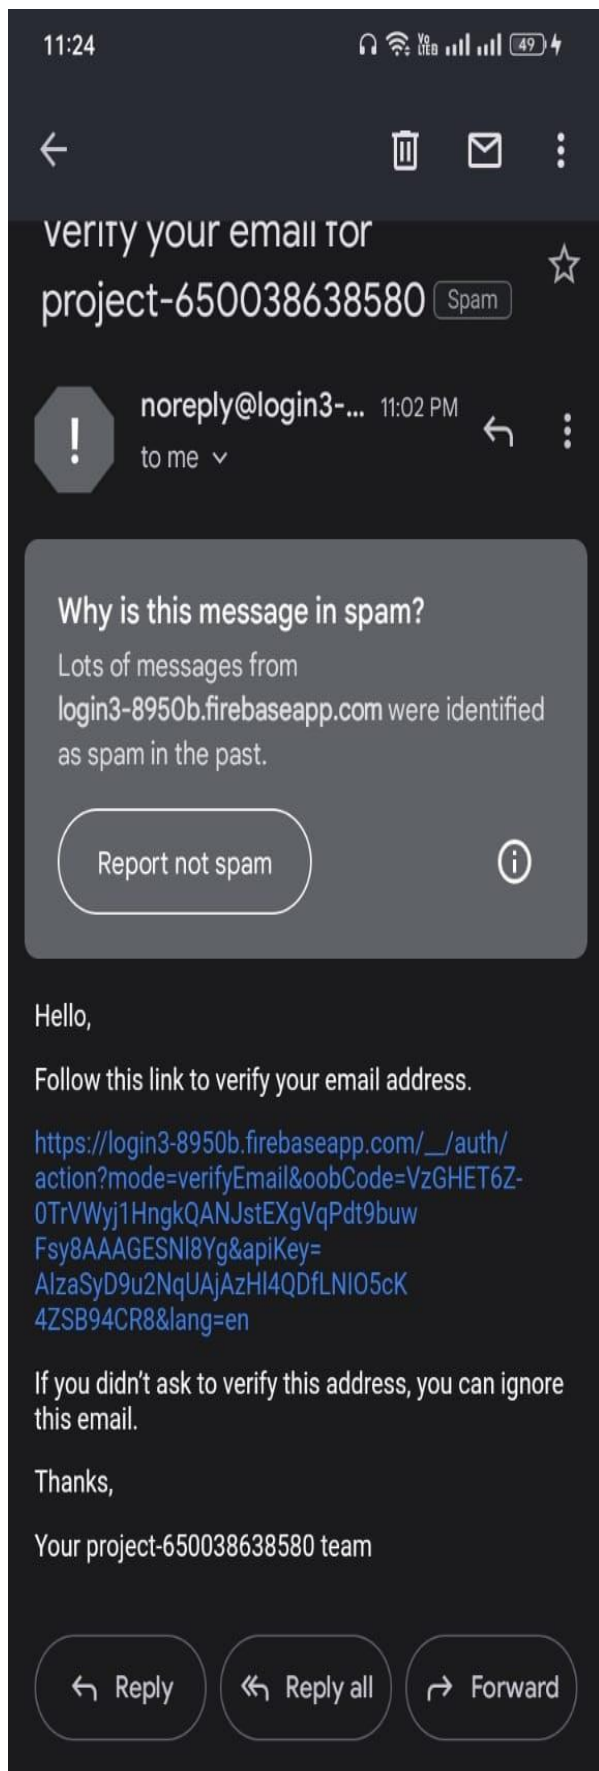 11:24
Vo LTE
49
Verify your email for
project-650038638580 Spam
noreply@login3-... 11:02 PM
to me
Why is this message in spam?
Lots of messages from
login3-8950b.firebaseapp.com were identified
as spam in the past.
Report not spam
Hello,
Follow this link to verify your email address.
https://login3-8950b.firebaseapp.com/__/auth/
action?mode=verifyEmail&oobCode=VzGHET6Z-
0TrVWyj1HngkQANJstEXgVqPdt9buw
Fsy8AAAGESNl8Yg&apiKey=
AIzaSyD9u2NqUAjAzHl4QDfLNIO5cK
4ZSB94CR8&lang=en
If you didn't ask to verify this address, you can ignore
this email.
Thanks,
Your project-650038638580 team
Reply
Reply all
Forward